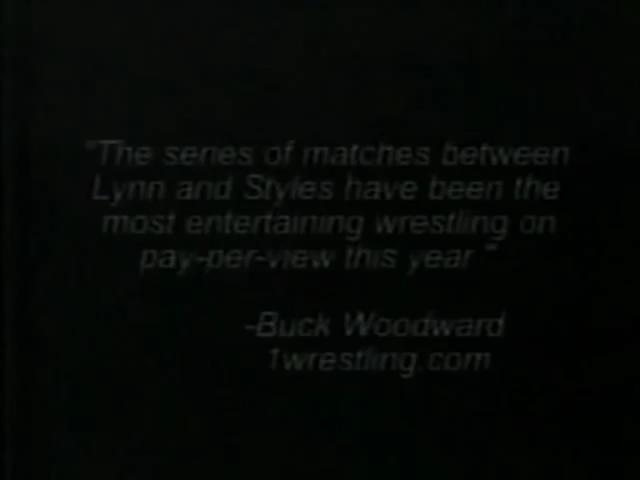 "The series of matches between
Lynn and Styles have been the
most entertaining wrestling on
pay-per-view this year."
-Buck Woodward
1wrestling.com